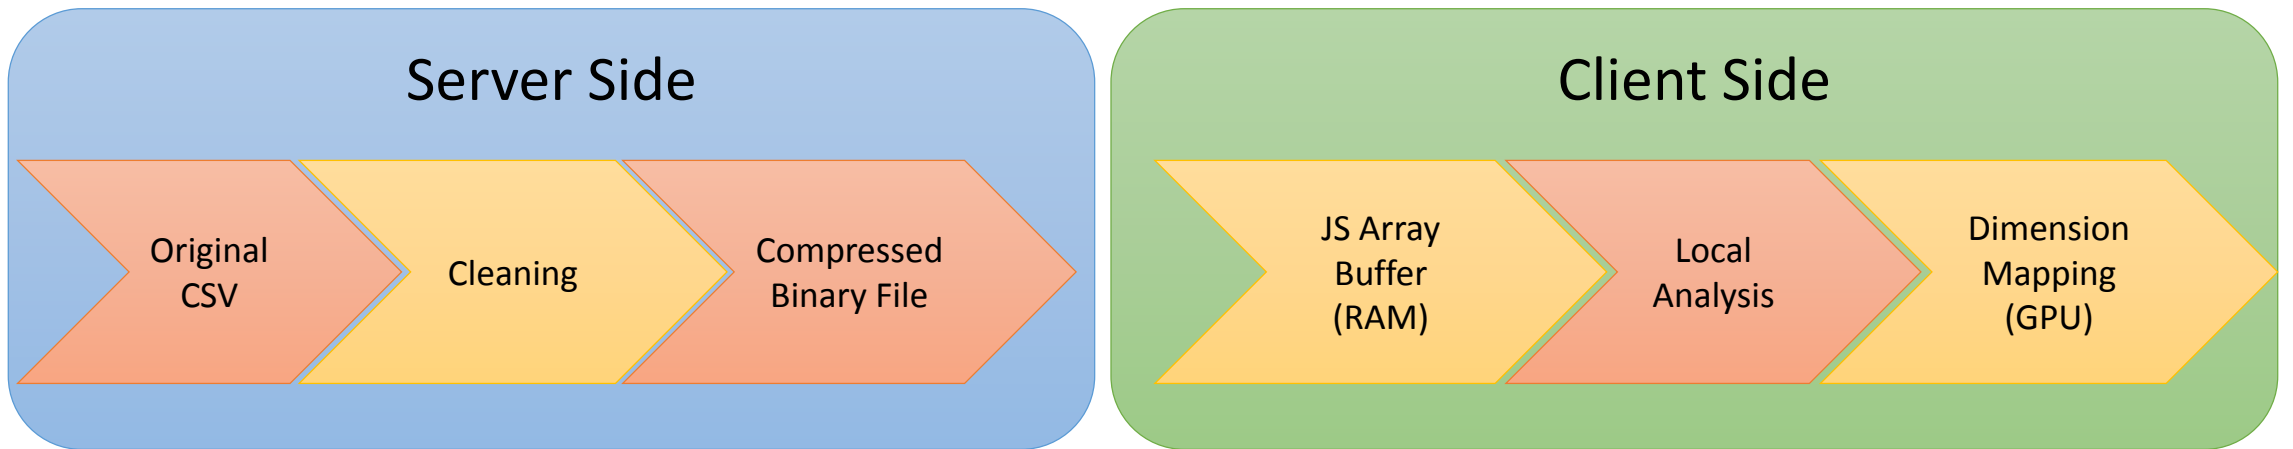 Server Side
Original
CSV
Cleaning
Compressed
Binary File
Client Side
JS Array
Buffer
(RAM)
Local
Analysis
Dimension
Mapping
(GPU)